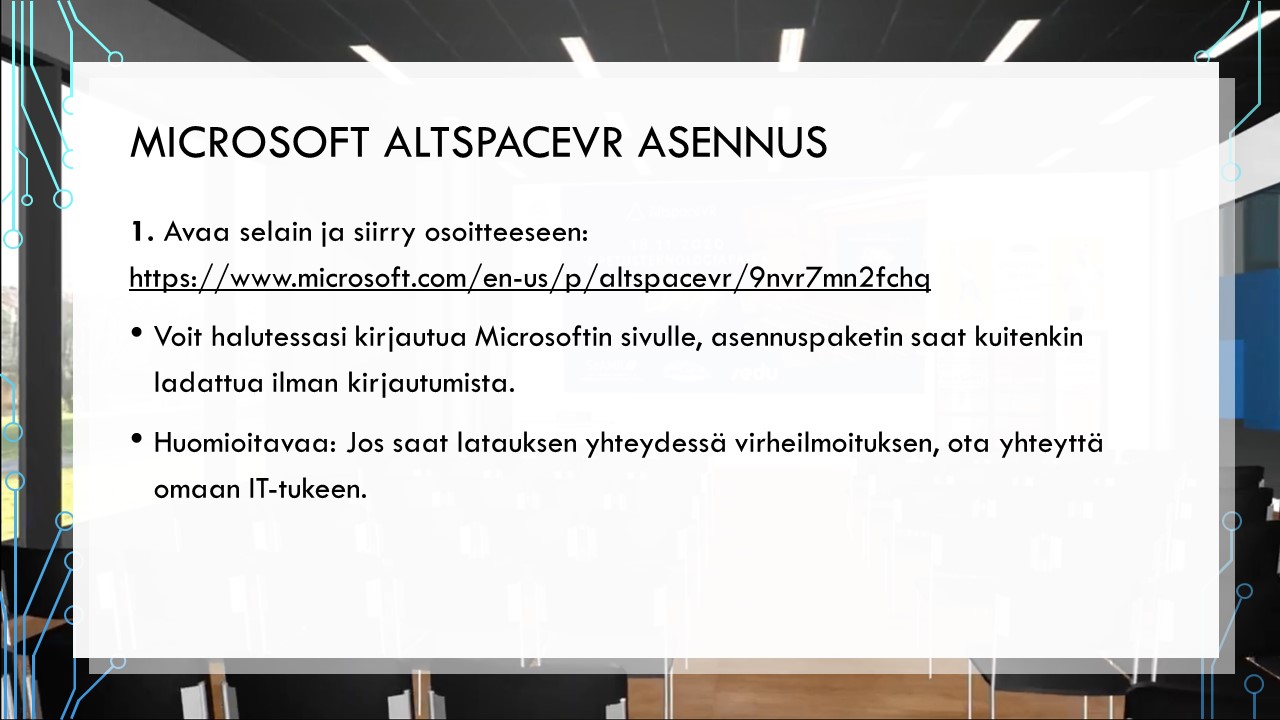 MICROSOFT ALTSPACEVR ASENNUS
1. Avaa selain ja siirry osoitteeseen:
https://www.microsoft.com/en-us/p/altspacevr/9nvr7mn2fchq
• Voit halutessasi kirjautua Microsoftin sivulle, asennuspaketin saat kuitenkin
ladattua ilman kirjautumista.
• Huomioitavaa: Jos saat latauksen yhteydessä virheilmoituksen, ota yhteyttä
omaan IT-tukeen.